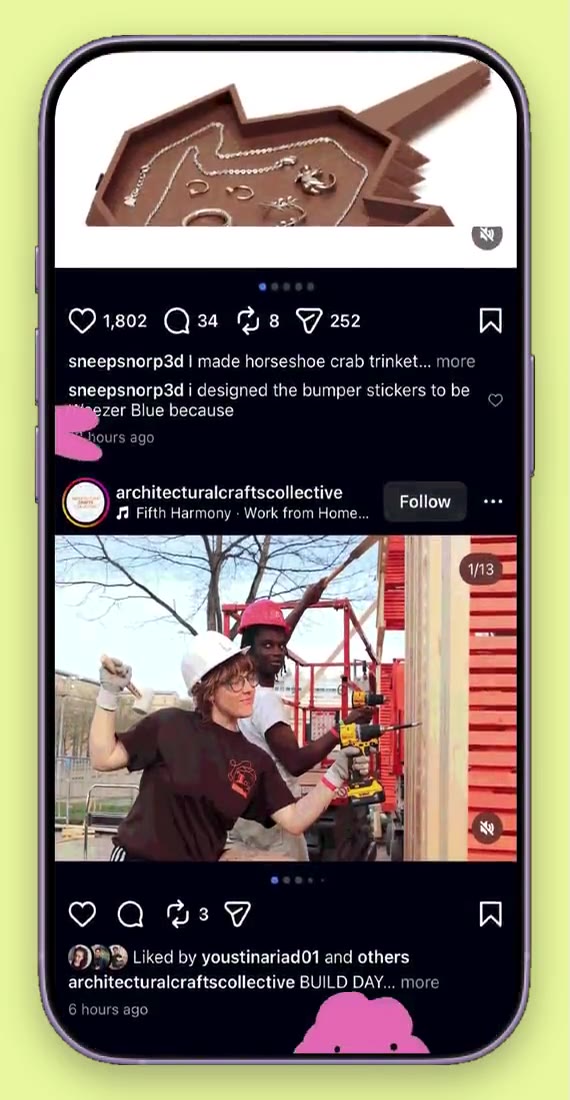 1,802 34 8 252
sneepsnorp3d I made horseshoe crab trinket... more
sneepsnorp3d i designed the bumper stickers to be
Weezer Blue because
hours ago
architecturalcraftscollective
Fifth Harmony · Work from Home...
Follow
1/13
3
Liked by youstinariad01 and others
architecturalcraftscollective BUILD DAY... more
6 hours ago